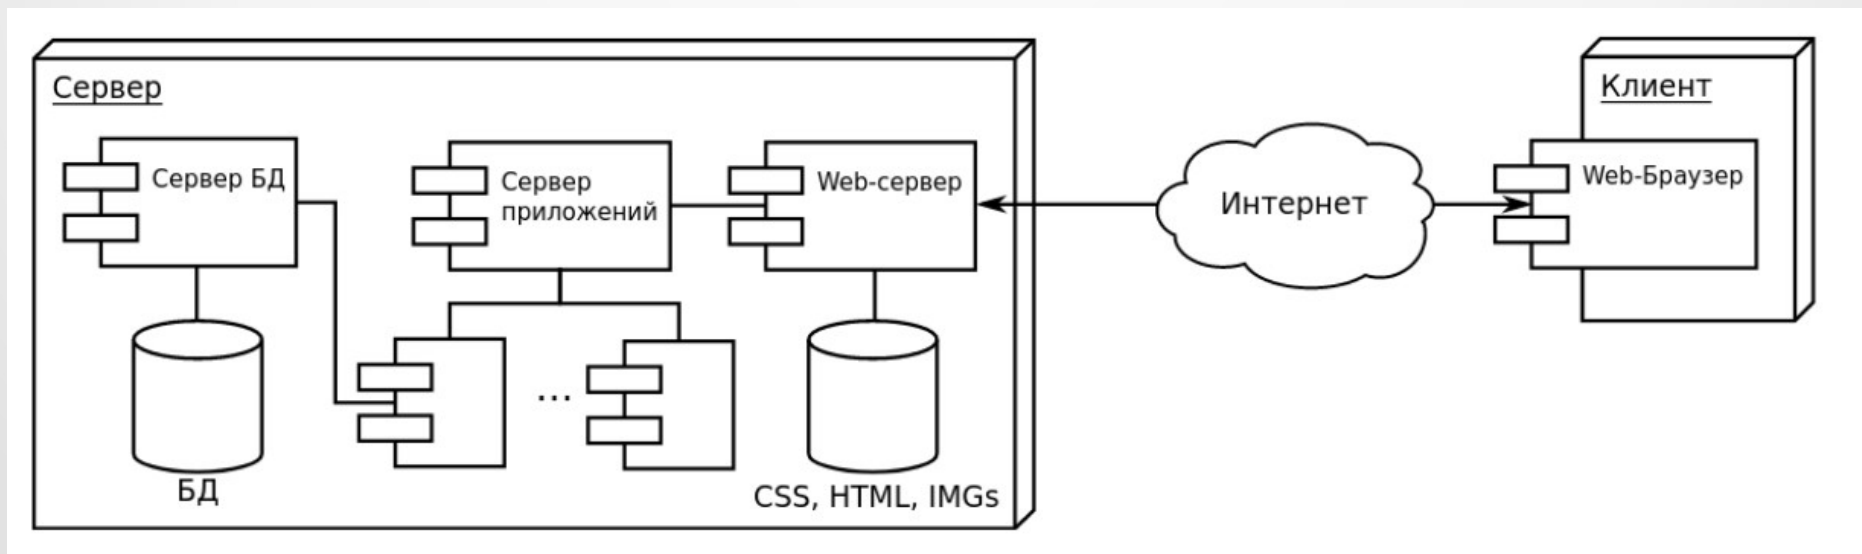 Сервер
Сервер БД
Сервер
приложений
Web-сервер
...
БД
CSS, HTML, IMGs
Интернет
Клиент
Web-Браузер